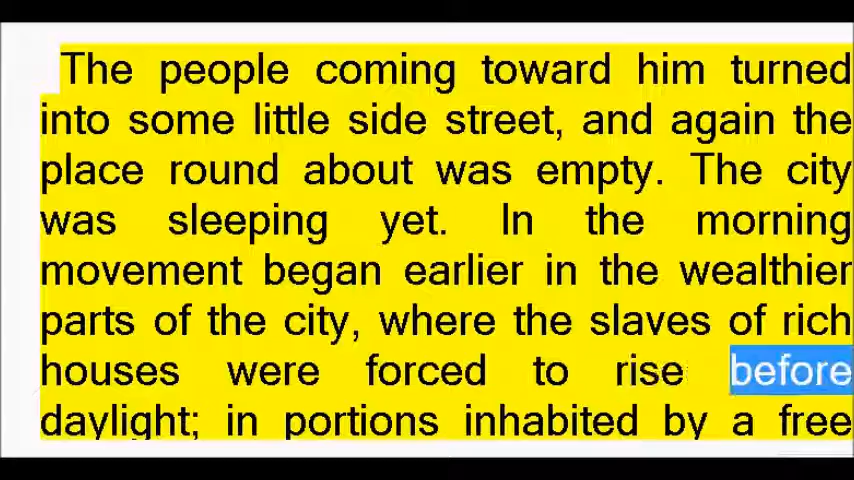 The people coming toward him turned
into some little side street, and again the
place round about was empty. The city
was sleeping yet. In the morning
movement began earlier in the wealthier
parts of the city, where the slaves of rich
houses were forced to rise before
daylight; in portions inhabited by a free